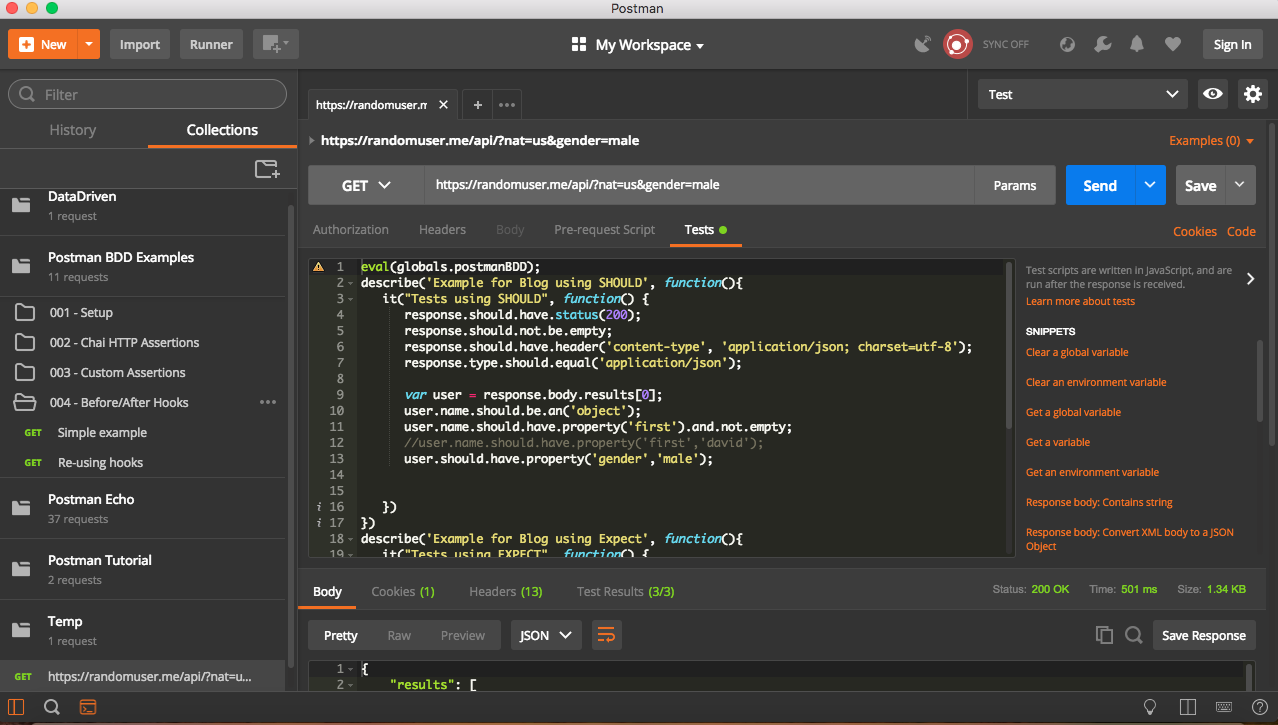 Postman
New
Import
Runner
My Workspace
SYNC OFF
Sign In
Filter
History
Collections
DataDriven
1 request
Postman BDD Examples
11 requests
001 - Setup
002 - Chai HTTP Assertions
003 - Custom Assertions
004 - Before/After Hooks
GET Simple example
GET Re-using hooks
Postman Echo
37 requests
Postman Tutorial
2 requests
Temp
1 request
GET https://randomuser.me/api/?nat=u...
https://randomuser.m
Test
https://randomuser.me/api/?nat=us&gender=male
Examples (0)
GET
https://randomuser.me/api/?nat=us&gender=male
Params
Send
Save
Authorization
Headers
Body
Pre-request Script
Tests
Cookies
Code
1 eval(globals.postmanBDD);
2 describe('Example for Blog using SHOULD', function(){
3 it("Tests using SHOULD", function() {
4 response.should.have.status(200);
5 response.should.not.be.empty;
6 response.should.have.header('content-type', 'application/json; charset=utf-8');
7 response.type.should.equal('application/json');
8
9 var user = response.body.results[0];
10 user.name.should.be.an('object');
11 user.name.should.have.property('first').and.not.empty;
12 //user.name.should.have.property('first','david');
13 user.should.have.property('gender','male');
14
15
16 })
17 })
18 describe('Example for Blog using Expect', function(){
19 it("Tests using EXPECT", function() {
Test scripts are written in JavaScript, and are
run after the response is received.
Learn more about tests
SNIPPETS
Clear a global variable
Clear an environment variable
Get a global variable
Get a variable
Get an environment variable
Response body: Contains string
Response body: Convert XML body to a JSON
Object
Body
Cookies (1)
Headers (13)
Test Results (3/3)
Status: 200 OK
Time: 501 ms
Size: 1.34 KB
Pretty
Raw
Preview
JSON
Save Response
1 {
2 "results": [